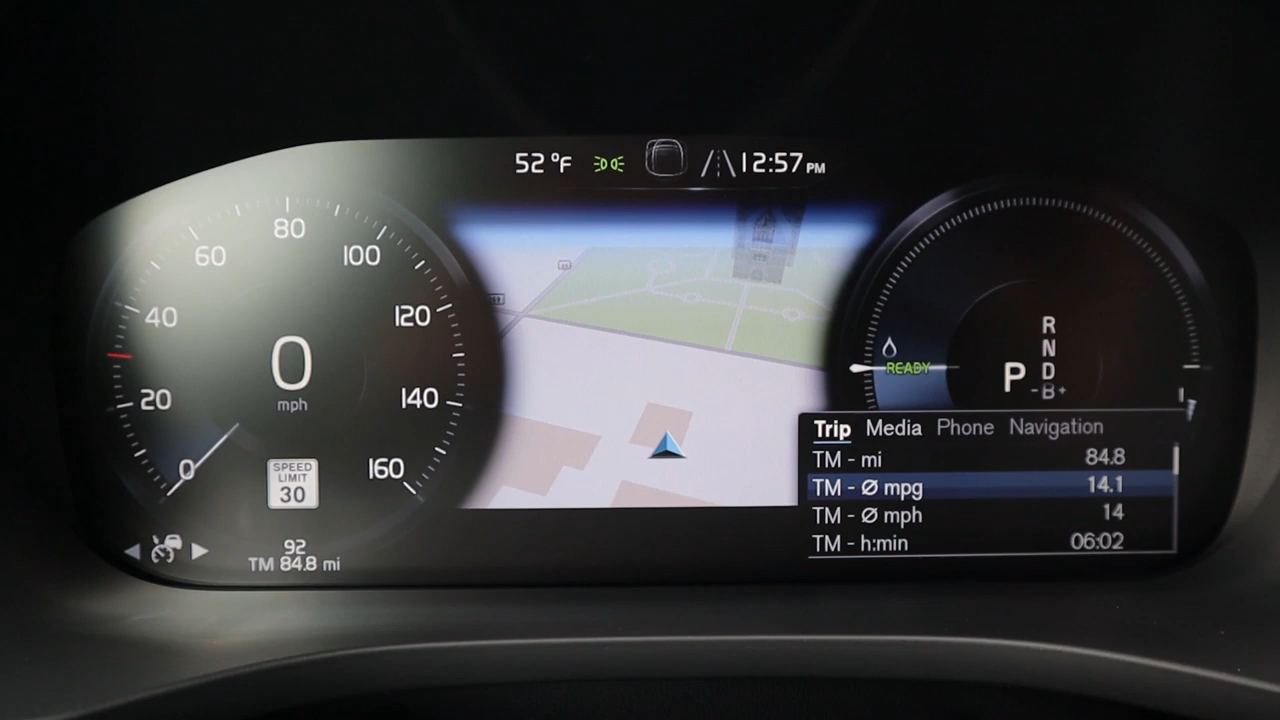 52 °F
12:57 PM
80
60
100
40
120
0
mph
20
140
0
160
SPEED
LIMIT
30
92
TM 84.8 mi
READY
R
N
P D
-B+
Trip Media Phone Navigation
TM - mi 84.8
TM - Ø mpg 14.1
TM - Ø mph 14
TM - h:min 06:02